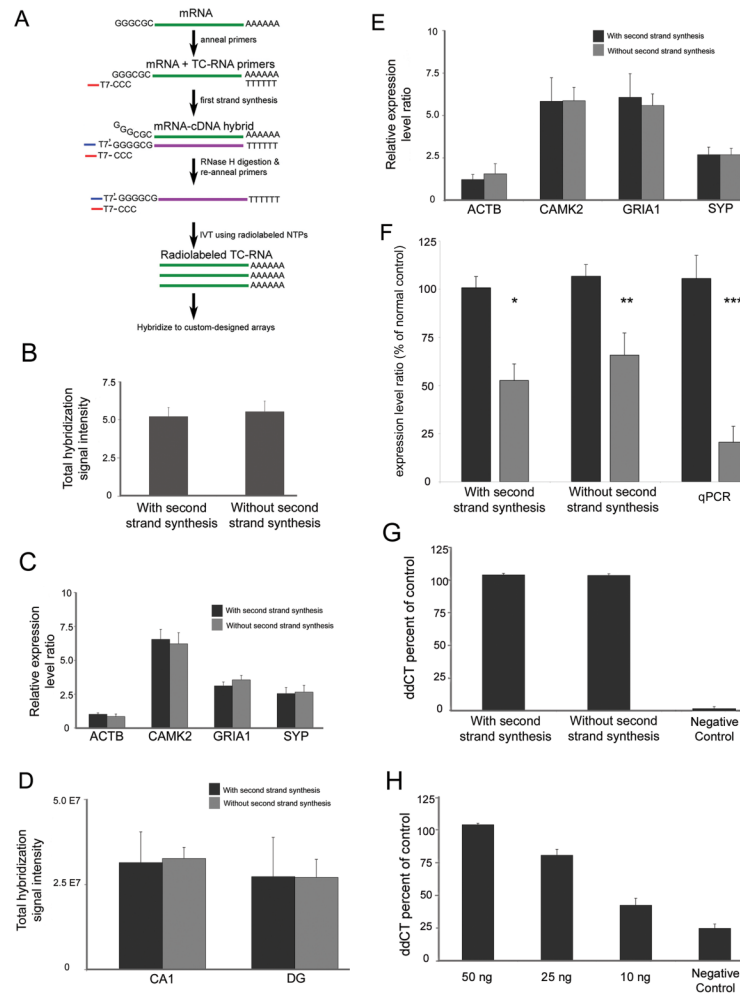 A
mRNA
GGGCGC AAAAAA
anneal primers
mRNA + TC-RNA primers
GGGCGC AAAAAA
T7-CCC TTTTTT
first strand synthesis
GGGCGC mRNA-cDNA hybrid AAAAAA
T7-GGGGCG TTTTTT
T7-CCC
RNase H digestion &
re-anneal primers
T7-GGGGCG TTTTTT
T7-CCC
IVT using radiolabeled NTPs
Radiolabeled TC-RNA
AAAAAA
AAAAAA
AAAAAA
Hybridize to custom-designed arrays
B
Total hybridization
signal intensity
7.5
5.0
2.5
0
With second
strand synthesis
Without second
strand synthesis
C
Relative expression
level ratio
10
7.5
5.0
2.5
0
With second strand synthesis
Without second strand synthesis
ACTB CAMK2 GRIA1 SYP
D
Total hybridization
signal intensity
5.0 E7
2.5 E7
0
With second strand synthesis
Without second strand synthesis
CA1 DG
E
Relative expression
level ratio
10
7.5
5.0
2.5
0
With second strand synthesis
Without second strand synthesis
ACTB CAMK2 GRIA1 SYP
F
expression level ratio (% of normal control)
125
100
75
50
25
0
* ** ***
With second
strand synthesis
Without second
strand synthesis
qPCR
G
ddCT percent of control
125
100
75
50
25
0
With second
strand synthesis
Without second
strand synthesis
Negative
Control
H
ddCT percent of control
125
100
75
50
25
0
50 ng 25 ng 10 ng Negative
Control